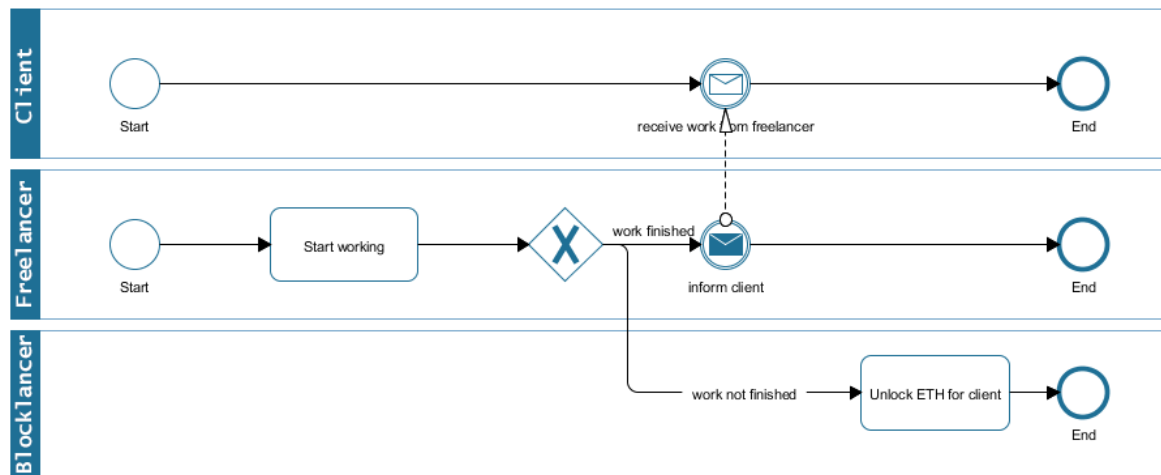 Client
Start
receive work from freelancer
End
Freelancer
Start
Start working
work finished
inform client
End
Blocklancer
work not finished
Unlock ETH for client
End